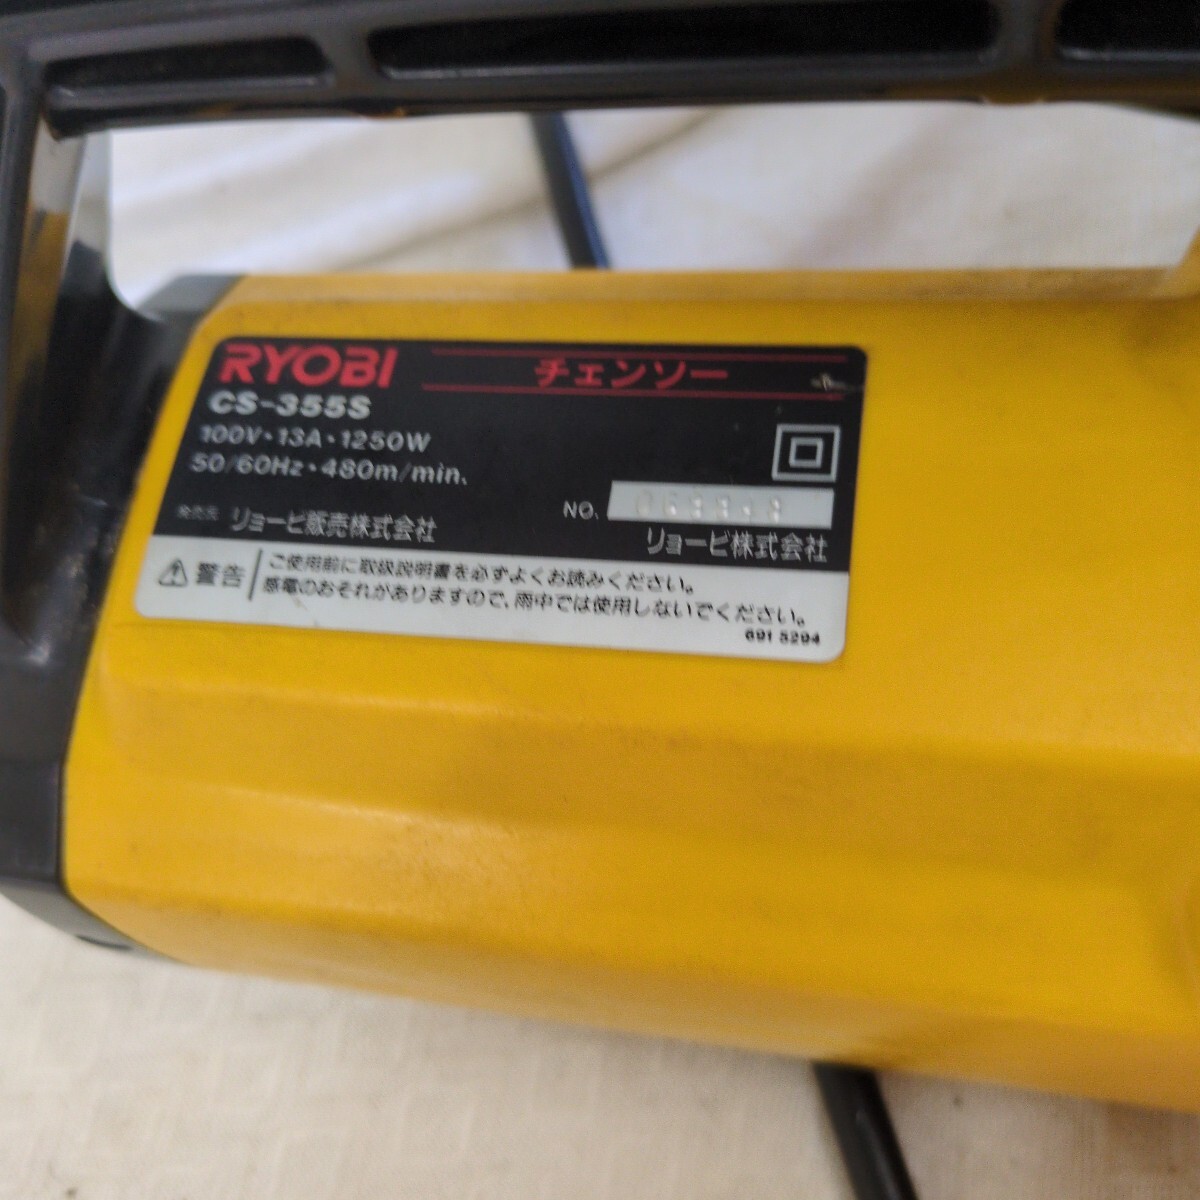 RYOBI チェンソー
CS-355S
100V・13A・1250W
50/60Hz・480m/min.
NO.
発売元 リョービ販売株式会社
リョービ株式会社
警告
ご使用前に取扱説明書を必ずよくお読みください。
感電のおそれがありますので、雨中では使用しないでください。
691 5294